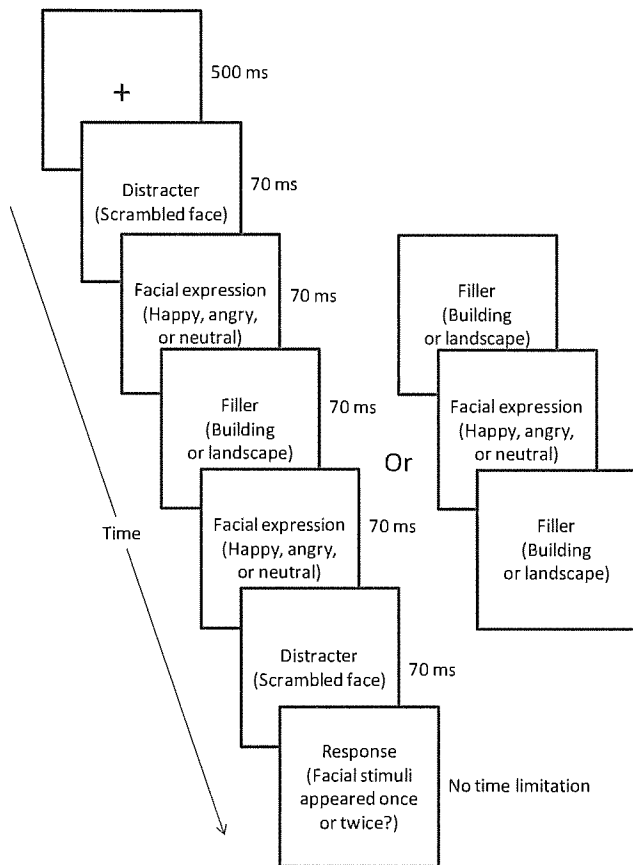 +
500 ms
Distracter
(Scrambled face)
70 ms
Facial expression
(Happy, angry,
or neutral)
70 ms
Filler
(Building
or landscape)
70 ms
Facial expression
(Happy, angry,
or neutral)
70 ms
Distracter
(Scrambled face)
70 ms
Response
(Facial stimuli
appeared once
or twice?)
No time limitation
Time
Or
Filler
(Building
or landscape)
Facial expression
(Happy, angry,
or neutral)
Filler
(Building
or landscape)